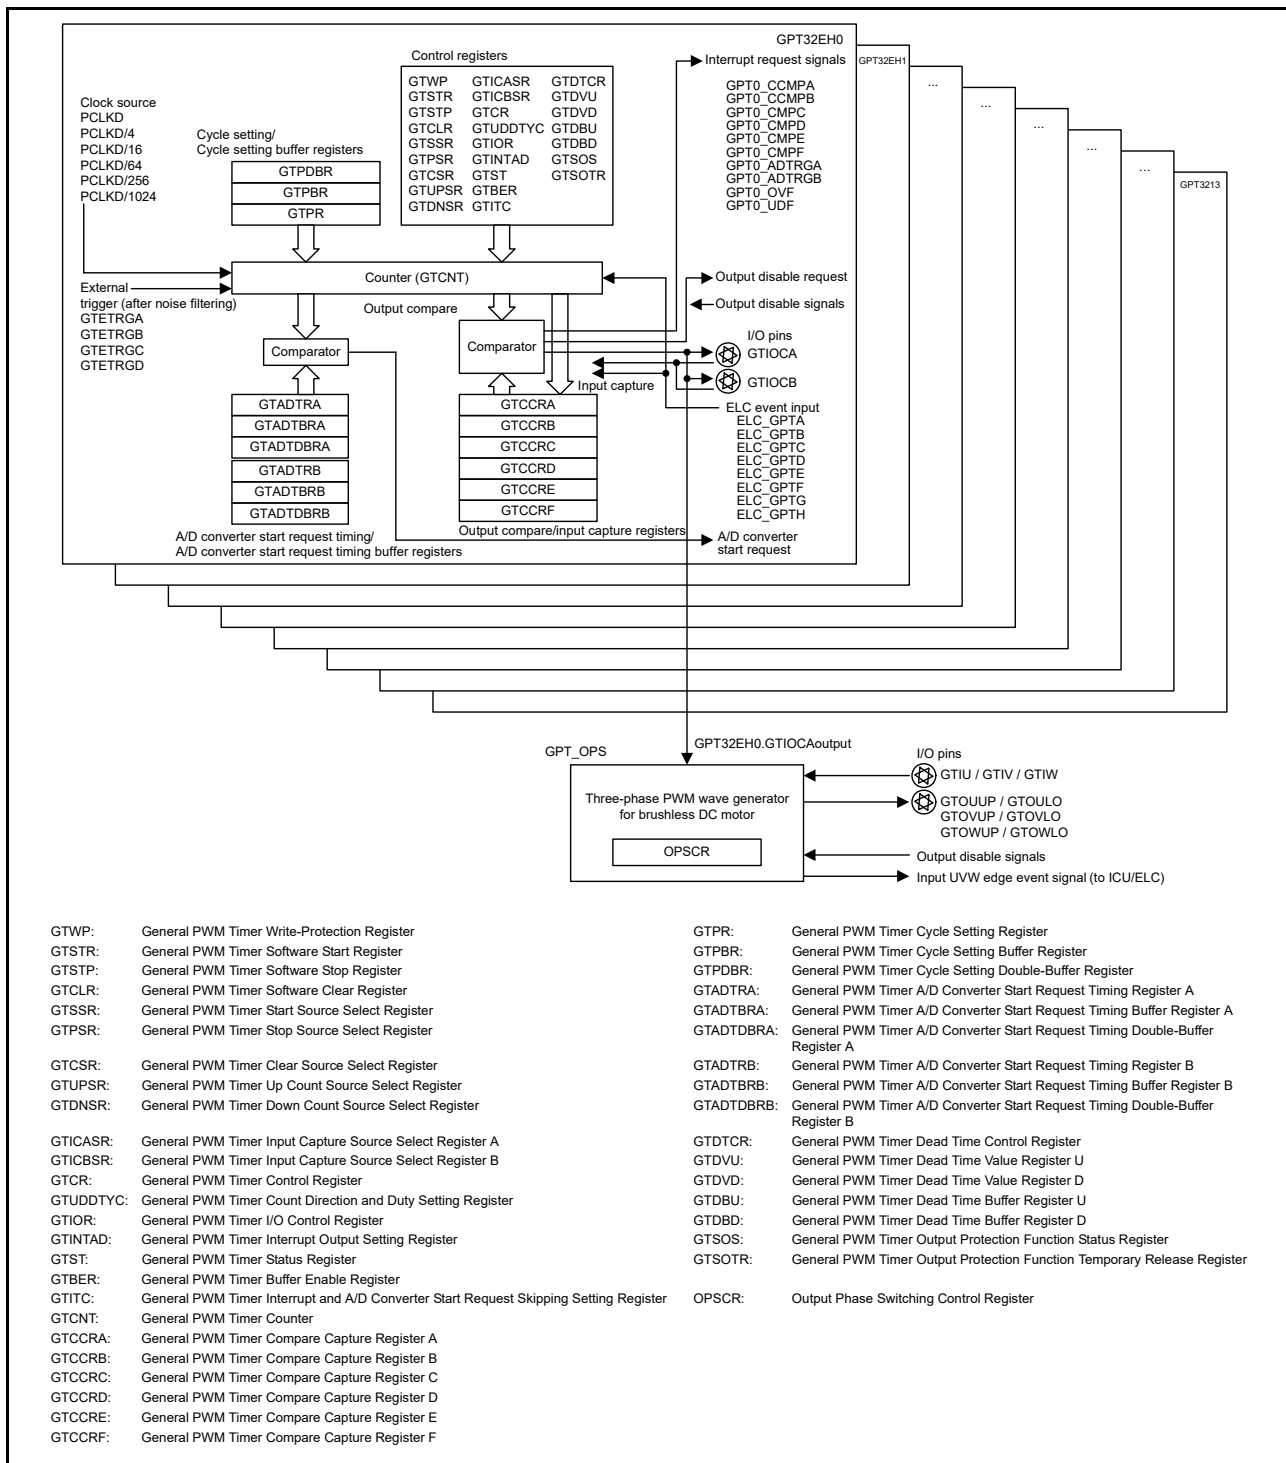 GPT32EH0
GPT32EH1
...
...
...
...
...
GPT3213
Clock source
PCLKD
PCLKD/4
PCLKD/16
PCLKD/64
PCLKD/256
PCLKD/1024
Cycle setting/
Cycle setting buffer registers
GTPDBR
GTPBR
GTPR
Control registers
GTWP GTICASR GTDTCR
GTSTR GTICBSR GTDVU
GTSTP GTCR GTDVD
GTCLR GTUDDTYC GTDBU
GTSSR GTIOR GTDBD
GTPSR GTINTAD GTSOS
GTCSR GTST GTSOTR
GTUPSR GTBER
GTDNSR GTITC
Interrupt request signals
GPT0_CCMPA
GPT0_CCMPB
GPT0_CMPC
GPT0_CMPD
GPT0_CMPE
GPT0_CMPF
GPT0_ADTRGA
GPT0_ADTRGB
GPT0_OVF
GPT0_UDF
Counter (GTCNT)
External
trigger (after noise filtering)
GTETRGA
GTETRGB
GTETRGC
GTETRGD
Output compare
Comparator
Comparator
Output disable request
Output disable signals
I/O pins
GTIOCA
GTIOCB
Input capture
ELC event input
ELC_GPTA
ELC_GPTB
ELC_GPTC
ELC_GPTD
ELC_GPTE
ELC_GPTF
ELC_GPTG
ELC_GPTH
GTADTRA
GTADTBRA
GTADTDBRA
GTADTRB
GTADTBRB
GTADTDBRB
GTCCRA
GTCCRB
GTCCRC
GTCCRD
GTCCRE
GTCCRF
A/D converter start request timing/
A/D converter start request timing buffer registers
Output compare/input capture registers
A/D converter
start request
GPT_OPS
GPT32EH0.GTIOCAoutput
Three-phase PWM wave generator
for brushless DC motor
OPSCR
I/O pins
GTIU / GTIV / GTIW
GTOUUP / GTOULO
GTOVUP / GTOVLO
GTOWUP / GTOWLO
Output disable signals
Input UVW edge event signal (to ICU/ELC)
GTWP: General PWM Timer Write-Protection Register
GTSTR: General PWM Timer Software Start Register
GTSTP: General PWM Timer Software Stop Register
GTCLR: General PWM Timer Software Clear Register
GTSSR: General PWM Timer Start Source Select Register
GTPSR: General PWM Timer Stop Source Select Register
GTCSR: General PWM Timer Clear Source Select Register
GTUPSR: General PWM Timer Up Count Source Select Register
GTDNSR: General PWM Timer Down Count Source Select Register
GTICASR: General PWM Timer Input Capture Source Select Register A
GTICBSR: General PWM Timer Input Capture Source Select Register B
GTCR: General PWM Timer Control Register
GTUDDTYC: General PWM Timer Count Direction and Duty Setting Register
GTIOR: General PWM Timer I/O Control Register
GTINTAD: General PWM Timer Interrupt Output Setting Register
GTST: General PWM Timer Status Register
GTBER: General PWM Timer Buffer Enable Register
GTITC: General PWM Timer Interrupt and A/D Converter Start Request Skipping Setting Register
GTCNT: General PWM Timer Counter
GTCCRA: General PWM Timer Compare Capture Register A
GTCCRB: General PWM Timer Compare Capture Register B
GTCCRC: General PWM Timer Compare Capture Register C
GTCCRD: General PWM Timer Compare Capture Register D
GTCCRE: General PWM Timer Compare Capture Register E
GTCCRF: General PWM Timer Compare Capture Register F
GTPR: General PWM Timer Cycle Setting Register
GTPBR: General PWM Timer Cycle Setting Buffer Register
GTPDBR: General PWM Timer Cycle Setting Double-Buffer Register
GTADTRA: General PWM Timer A/D Converter Start Request Timing Register A
GTADTBRA: General PWM Timer A/D Converter Start Request Timing Buffer Register A
GTADTDBRA: General PWM Timer A/D Converter Start Request Timing Double-Buffer
Register A
GTADTRB: General PWM Timer A/D Converter Start Request Timing Register B
GTADTBRB: General PWM Timer A/D Converter Start Request Timing Buffer Register B
GTADTDBRB: General PWM Timer A/D Converter Start Request Timing Double-Buffer
Register B
GTDTCR: General PWM Timer Dead Time Control Register
GTDVU: General PWM Timer Dead Time Value Register U
GTDVD: General PWM Timer Dead Time Value Register D
GTDBU: General PWM Timer Dead Time Buffer Register U
GTDBD: General PWM Timer Dead Time Buffer Register D
GTSOS: General PWM Timer Output Protection Function Status Register
GTSOTR: General PWM Timer Output Protection Function Temporary Release Register
OPSCR: Output Phase Switching Control Register